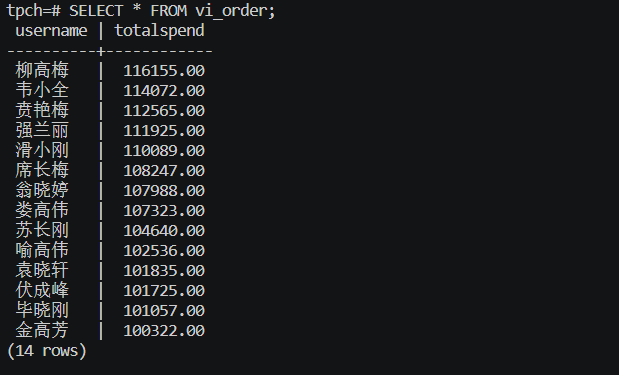 tpch=# SELECT * FROM vi_order;
 username | totalspend
----------+------------
 柳高梅   |  116155.00
 韦小全   |  114072.00
 贲艳梅   |  112565.00
 强兰丽   |  111925.00
 滑小刚   |  110089.00
 席长梅   |  108247.00
 翁晓婷   |  107988.00
 娄高伟   |  107323.00
 苏长刚   |  104640.00
 喻高伟   |  102536.00
 袁晓轩   |  101835.00
 伏成峰   |  101725.00
 毕晓刚   |  101057.00
 金高芳   |  100322.00
(14 rows)